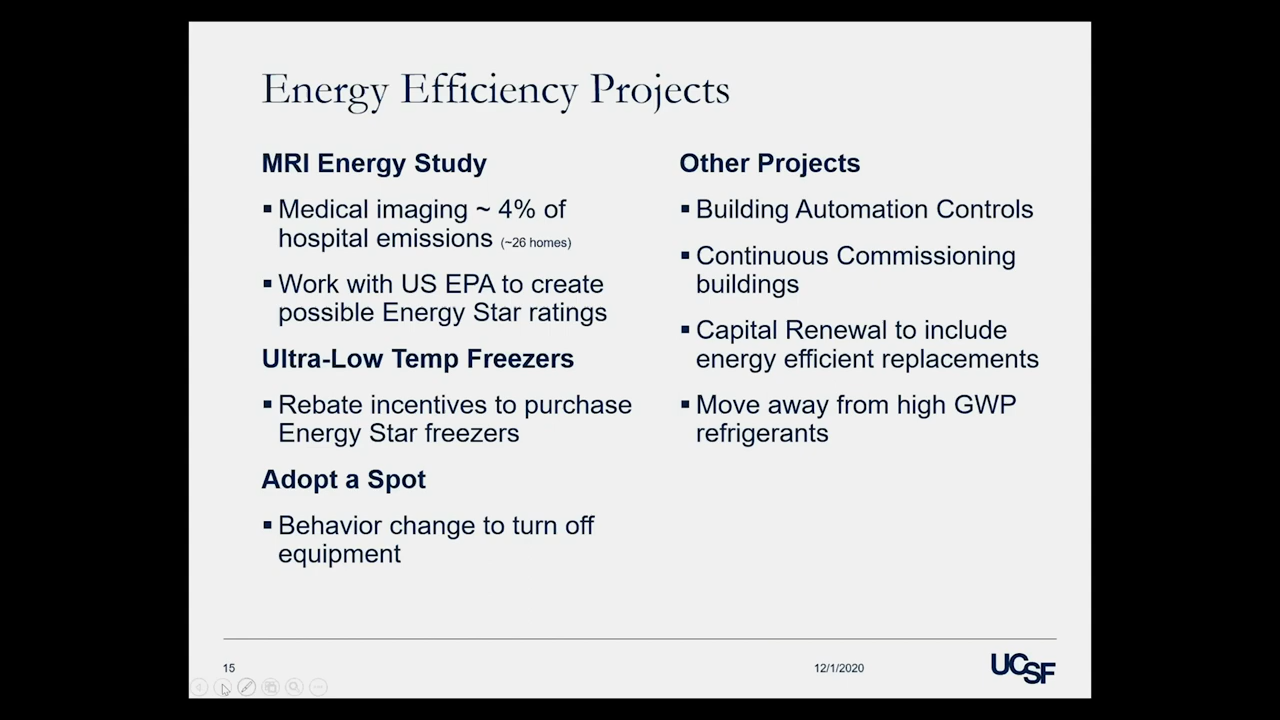 Energy Efficiency Projects
MRI Energy Study
▪ Medical imaging ~ 4% of
hospital emissions (~26 homes)
▪ Work with US EPA to create
possible Energy Star ratings
Ultra-Low Temp Freezers
▪ Rebate incentives to purchase
Energy Star freezers
Adopt a Spot
▪ Behavior change to turn off
equipment
Other Projects
▪ Building Automation Controls
▪ Continuous Commissioning
buildings
▪ Capital Renewal to include
energy efficient replacements
▪ Move away from high GWP
refrigerants
15
12/1/2020
UCSF